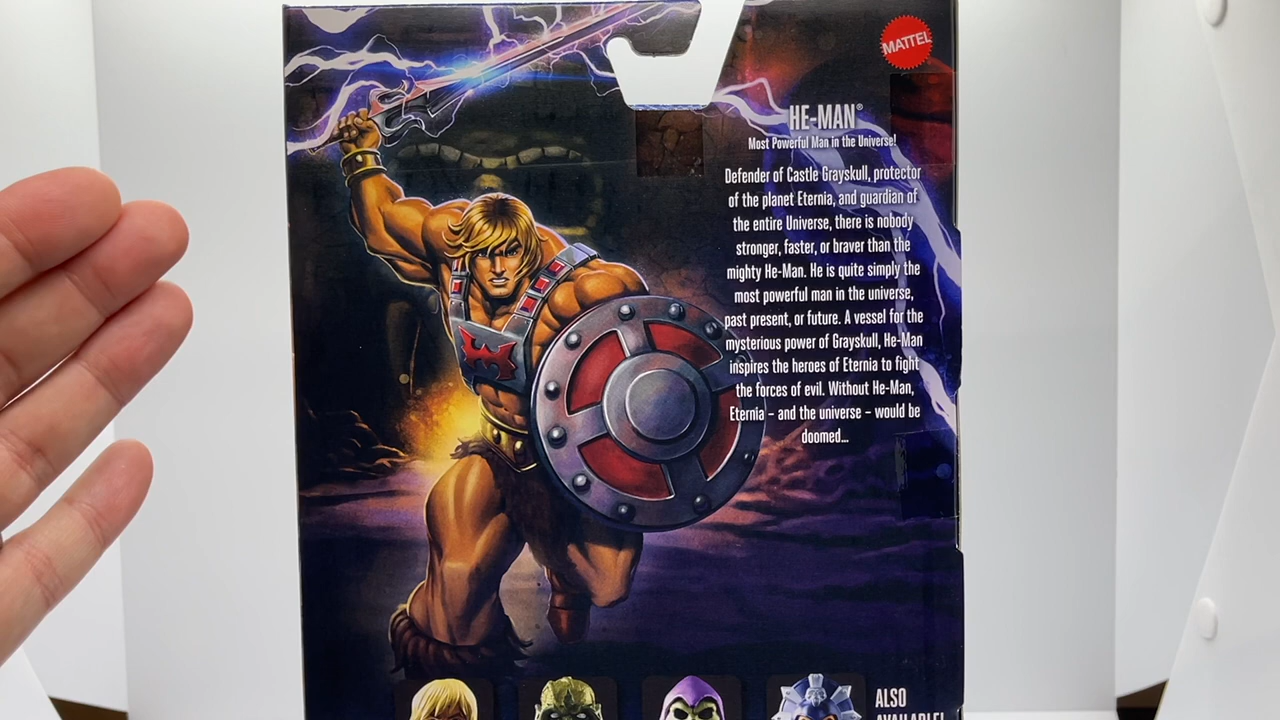 MATTEL
HE-MAN®
Most Powerful Man in the Universe!
Defender of Castle Grayskull, protector
of the planet Eternia, and guardian of
the entire Universe, there is nobody
stronger, faster, or braver than the
mighty He-Man. He is quite simply the
most powerful man in the universe,
past present, or future. A vessel for the
mysterious power of Grayskull, He-Man
inspires the heroes of Eternia to fight
the forces of evil. Without He-Man,
Eternia – and the universe – would be
doomed...
ALSO
AVAILABLE!